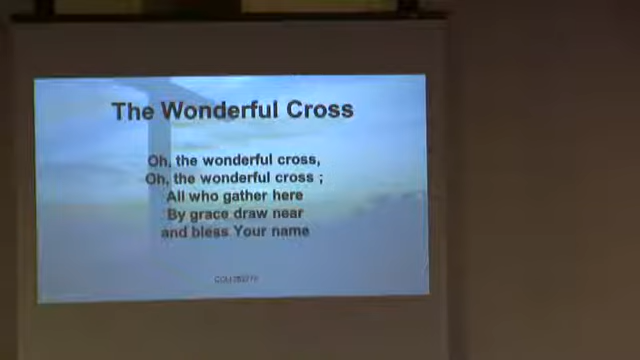 The Wonderful Cross
Oh, the wonderful cross,
Oh, the wonderful cross ;
All who gather here
By grace draw near
and bless Your name